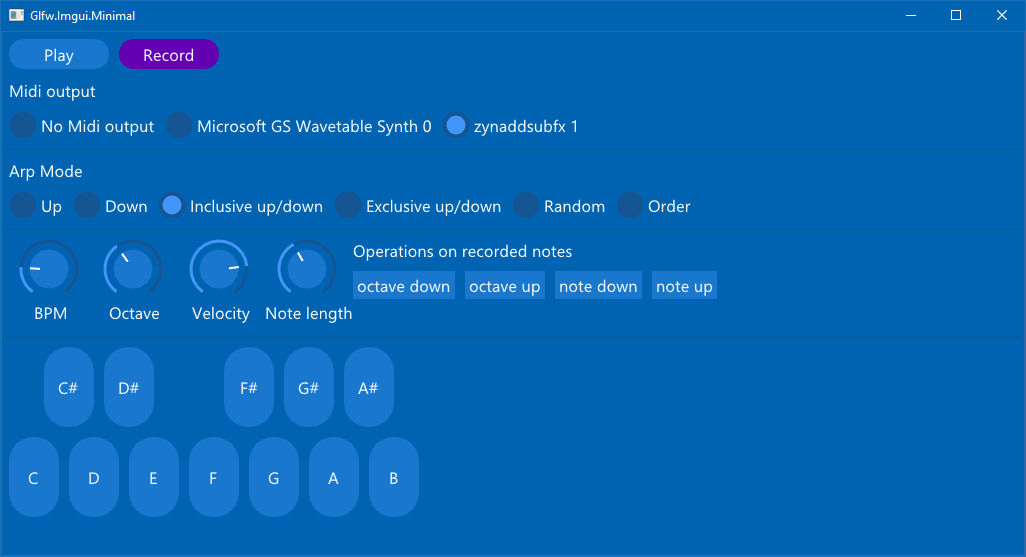 Glfw.Imgui.Minimal
Play Record
Midi output
No Midi output Microsoft GS Wavetable Synth 0 zynaddsubfx 1
Arp Mode
Up Down Inclusive up/down Exclusive up/down Random Order
Operations on recorded notes
octave down octave up note down note up
BPM Octave Velocity Note length
C# D# F# G# A#
C D E F G A B